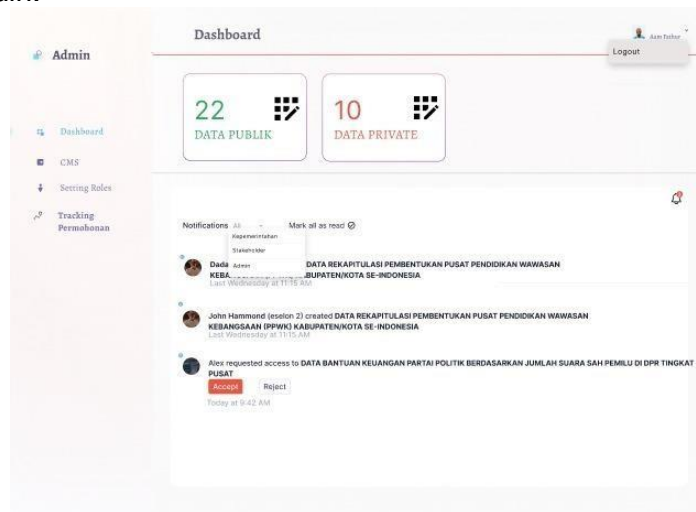 Dashboard
Logout
Admin
22
DATA PUBLIK
10
DATA PRIVATE
Dashboard
CMS
Setting Roles
Tracking
Permohonan
Notifications All
Mark all as read
Kepemerintahan
Stakeholder
Admin
DATA REKAPITULASI PEMBENTUKAN PUSAT PENDIDIKAN WAWASAN
Last Wednesday at 11:15 AM
John Hammond (eselon 2) created DATA REKAPITULASI PEMBENTUKAN PUSAT PENDIDIKAN WAWASAN
KEBANGSAAN (PPWK) KABUPATEN/KOTA SE-INDONESIA
Last Wednesday at 11:15 AM
Alex requested access to DATA BANTUAN KEUANGAN PARTAI POLITIK BERDASARKAN JUMLAH SUARA SAH PEMILU DI DPR TINGKAT
PUSAT
Accept Reject
Today at 9:42 AM